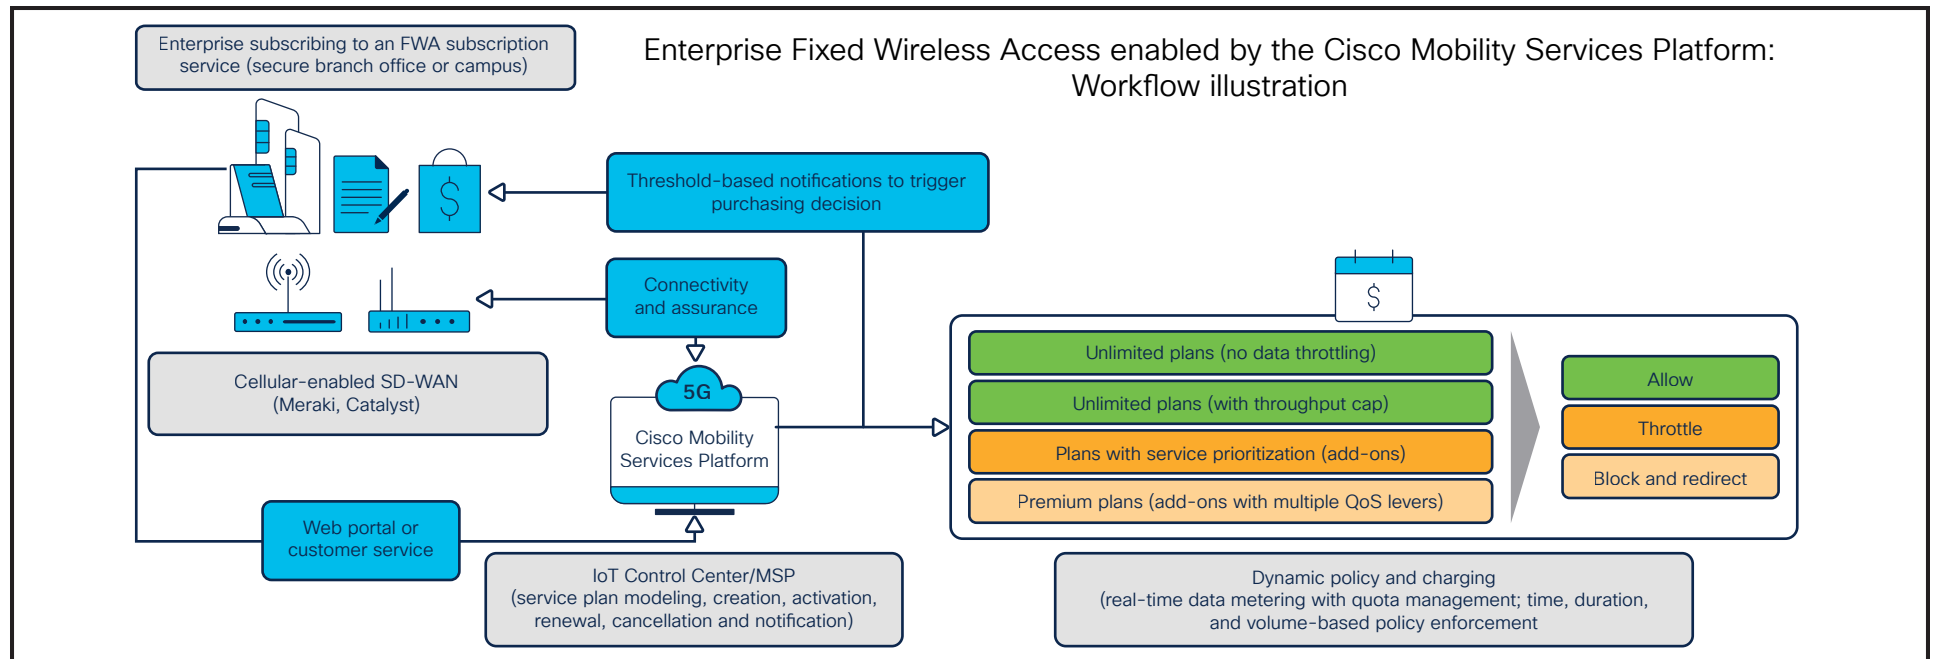 Enterprise subscribing to an FWA subscription
service (secure branch office or campus)
Enterprise Fixed Wireless Access enabled by the Cisco Mobility Services Platform:
Workflow illustration
$
Threshold-based notifications to trigger
purchasing decision
Connectivity
and assurance
Cellular-enabled SD-WAN
(Meraki, Catalyst)
5G
Cisco Mobility
Services Platform
Web portal or
customer service
IoT Control Center/MSP
(service plan modeling, creation, activation,
renewal, cancellation and notification)
$
Unlimited plans (no data throttling)
Unlimited plans (with throughput cap)
Plans with service prioritization (add-ons)
Premium plans (add-ons with multiple QoS levers)
Allow
Throttle
Block and redirect
Dynamic policy and charging
(real-time data metering with quota management; time, duration,
and volume-based policy enforcement